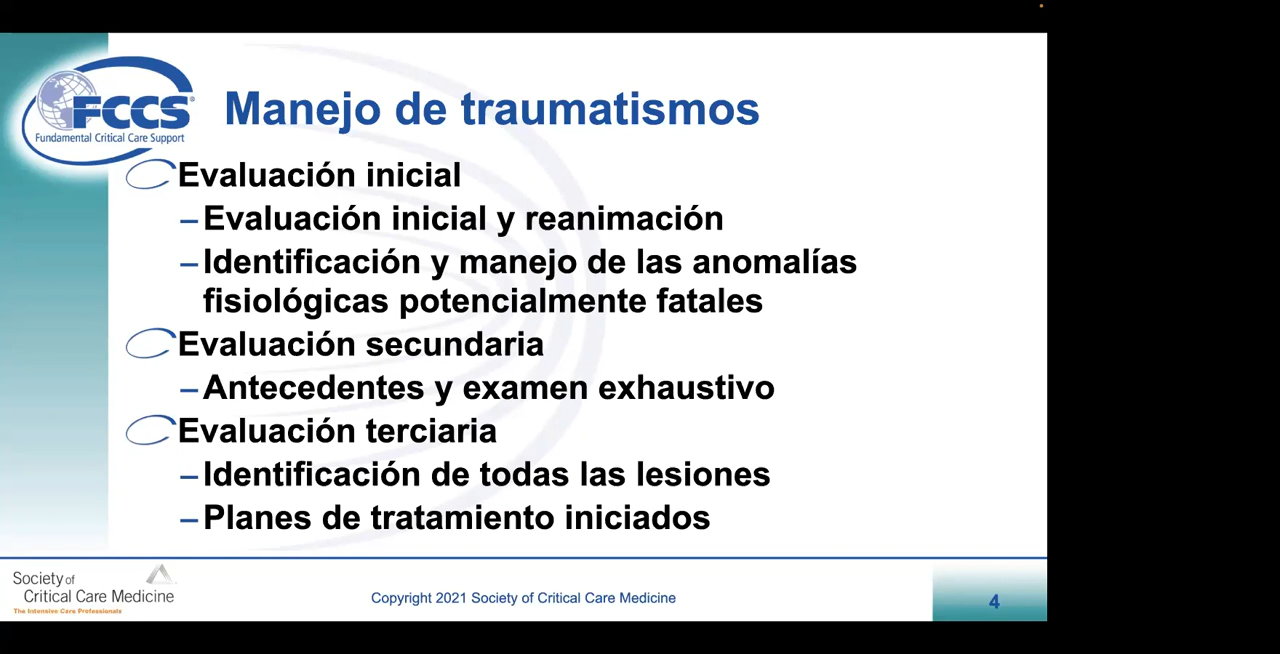 FCCS®
Fundamental Critical Care Support
Manejo de traumatismos
Evaluación inicial
–Evaluación inicial y reanimación
–Identificación y manejo de las anomalías
fisiológicas potencialmente fatales
Evaluación secundaria
–Antecedentes y examen exhaustivo
Evaluación terciaria
–Identificación de todas las lesiones
–Planes de tratamiento iniciados
Society of
Critical Care Medicine
The Intensive Care Professionals
Copyright 2021 Society of Critical Care Medicine
4